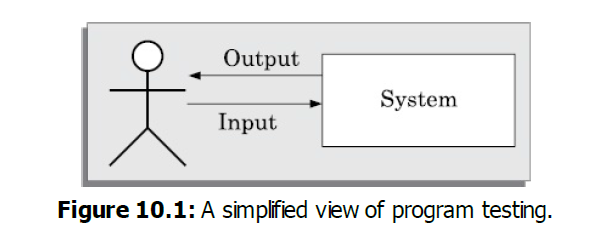 Output
System
Input
Figure 10.1: A simplified view of program testing.